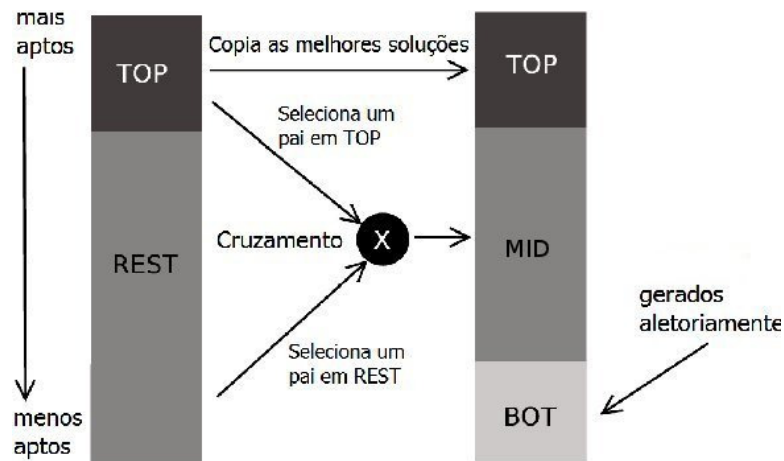 mais
aptos
TOP
Copia as melhores soluções
TOP
Seleciona um
pai em TOP
Cruzamento
X
REST
MID
gerados
aletoriamente
Seleciona um
pai em REST
menos
aptos
BOT